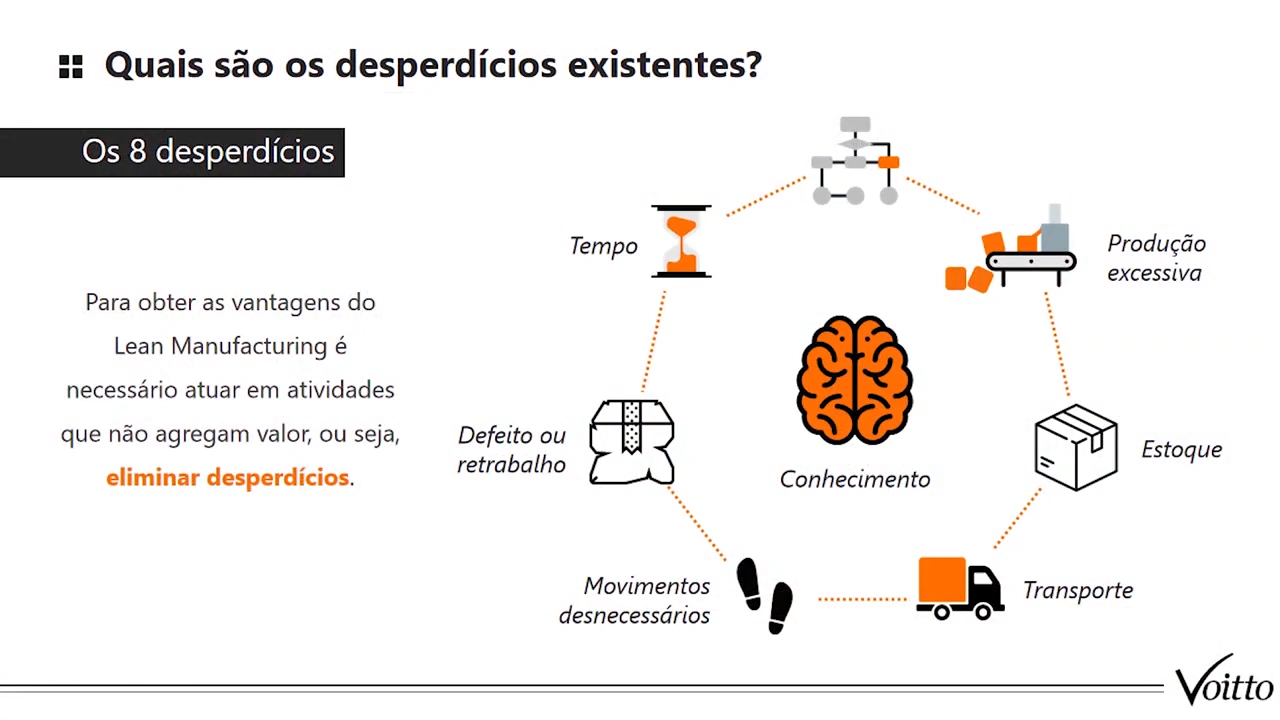 Quais são os desperdícios existentes?
Os 8 desperdícios
Para obter as vantagens do
Lean Manufacturing é
necessário atuar em atividades
que não agregam valor, ou seja,
eliminar desperdícios.
Tempo
Produção
excessiva
Defeito ou
retrabalho
Conhecimento
Estoque
Movimentos
desnecessários
Transporte
Voitto